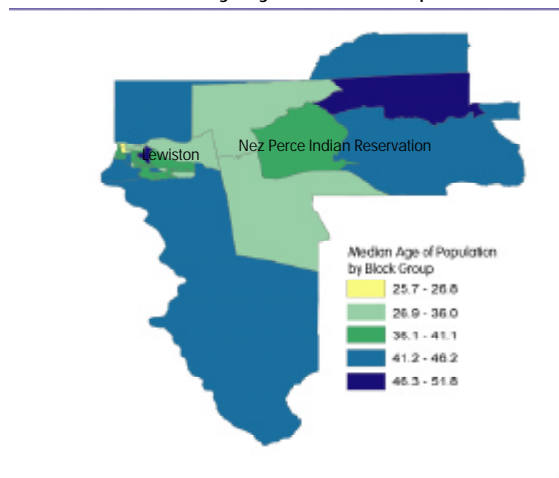 Lewiston
Nez Perce Indian Reservation
Median Age of Population
by Block Group
25.7 - 26.8
26.9 - 36.0
36.1 - 41.1
41.2 - 46.2
46.3 - 51.8